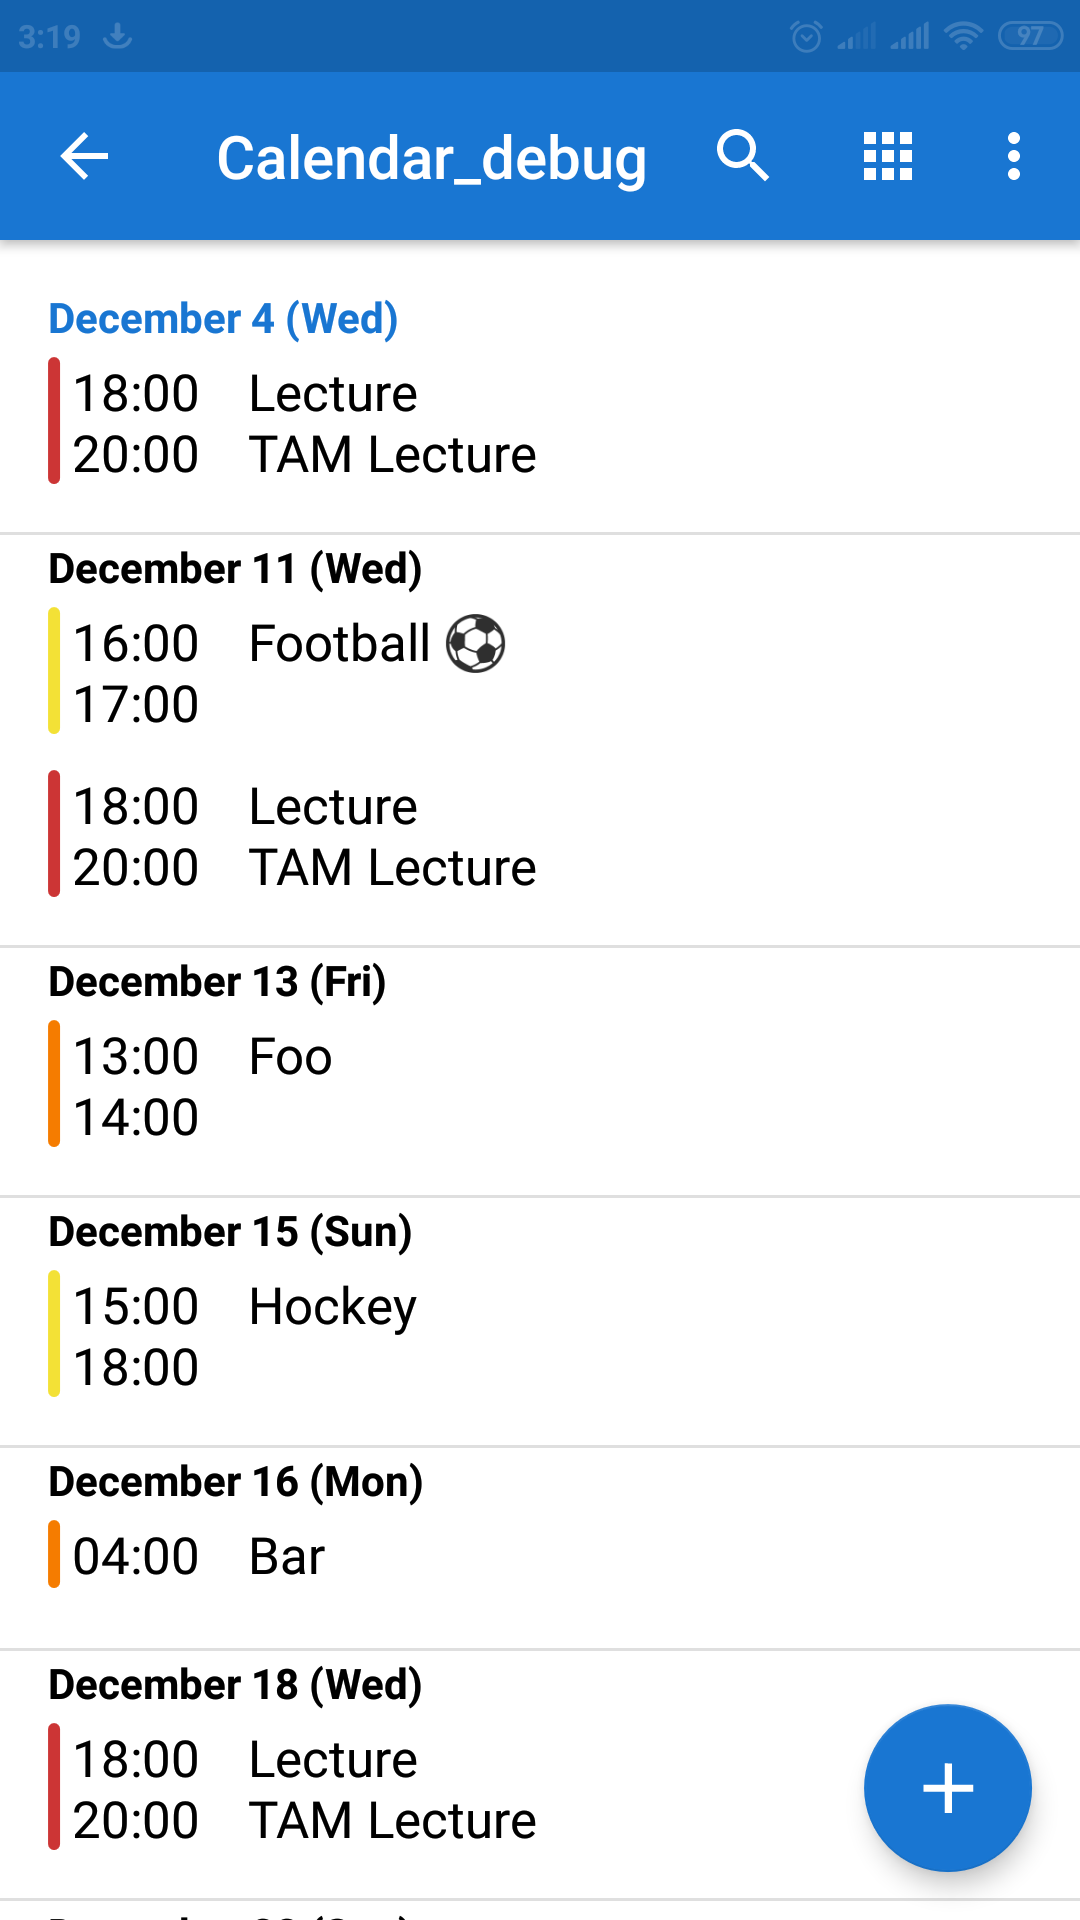 3:19 97
Calendar_debug
December 4 (Wed)
18:00 Lecture
20:00 TAM Lecture
December 11 (Wed)
16:00 Football ⚽
17:00
18:00 Lecture
20:00 TAM Lecture
December 13 (Fri)
13:00 Foo
14:00
December 15 (Sun)
15:00 Hockey
18:00
December 16 (Mon)
04:00 Bar
December 18 (Wed)
18:00 Lecture
20:00 TAM Lecture